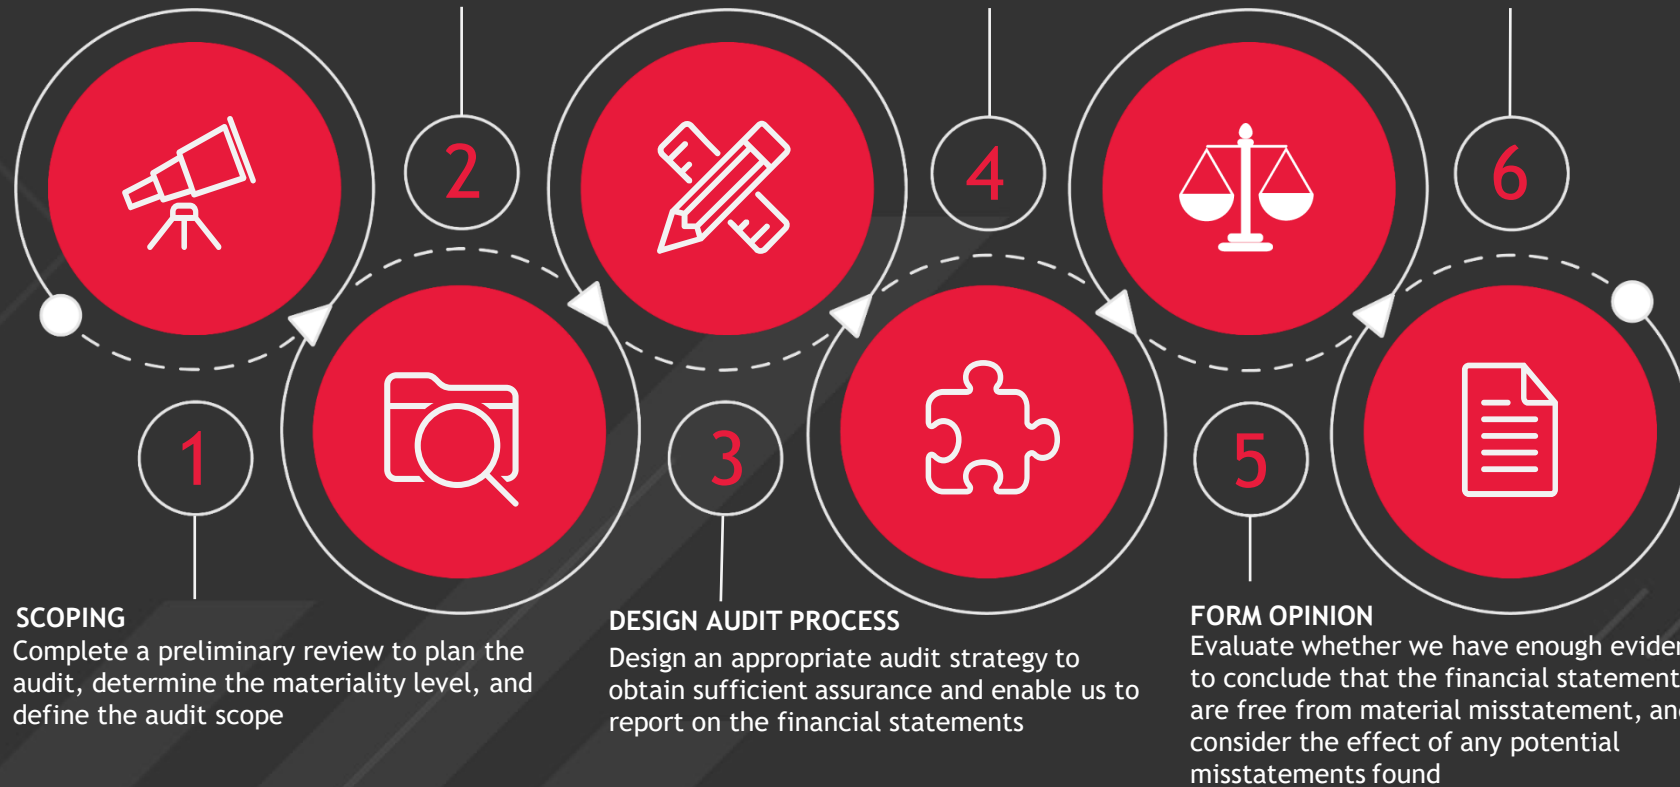 2
4
6
1
3
5
SCOPING
Complete a preliminary review to plan the
audit, determine the materiality level, and
define the audit scope
DESIGN AUDIT PROCESS
Design an appropriate audit strategy to
obtain sufficient assurance and enable us to
report on the financial statements
FORM OPINION
Evaluate whether we have enough
to conclude that the financial statement
are free from material misstatement,
consider the effect of any potential
misstatements found